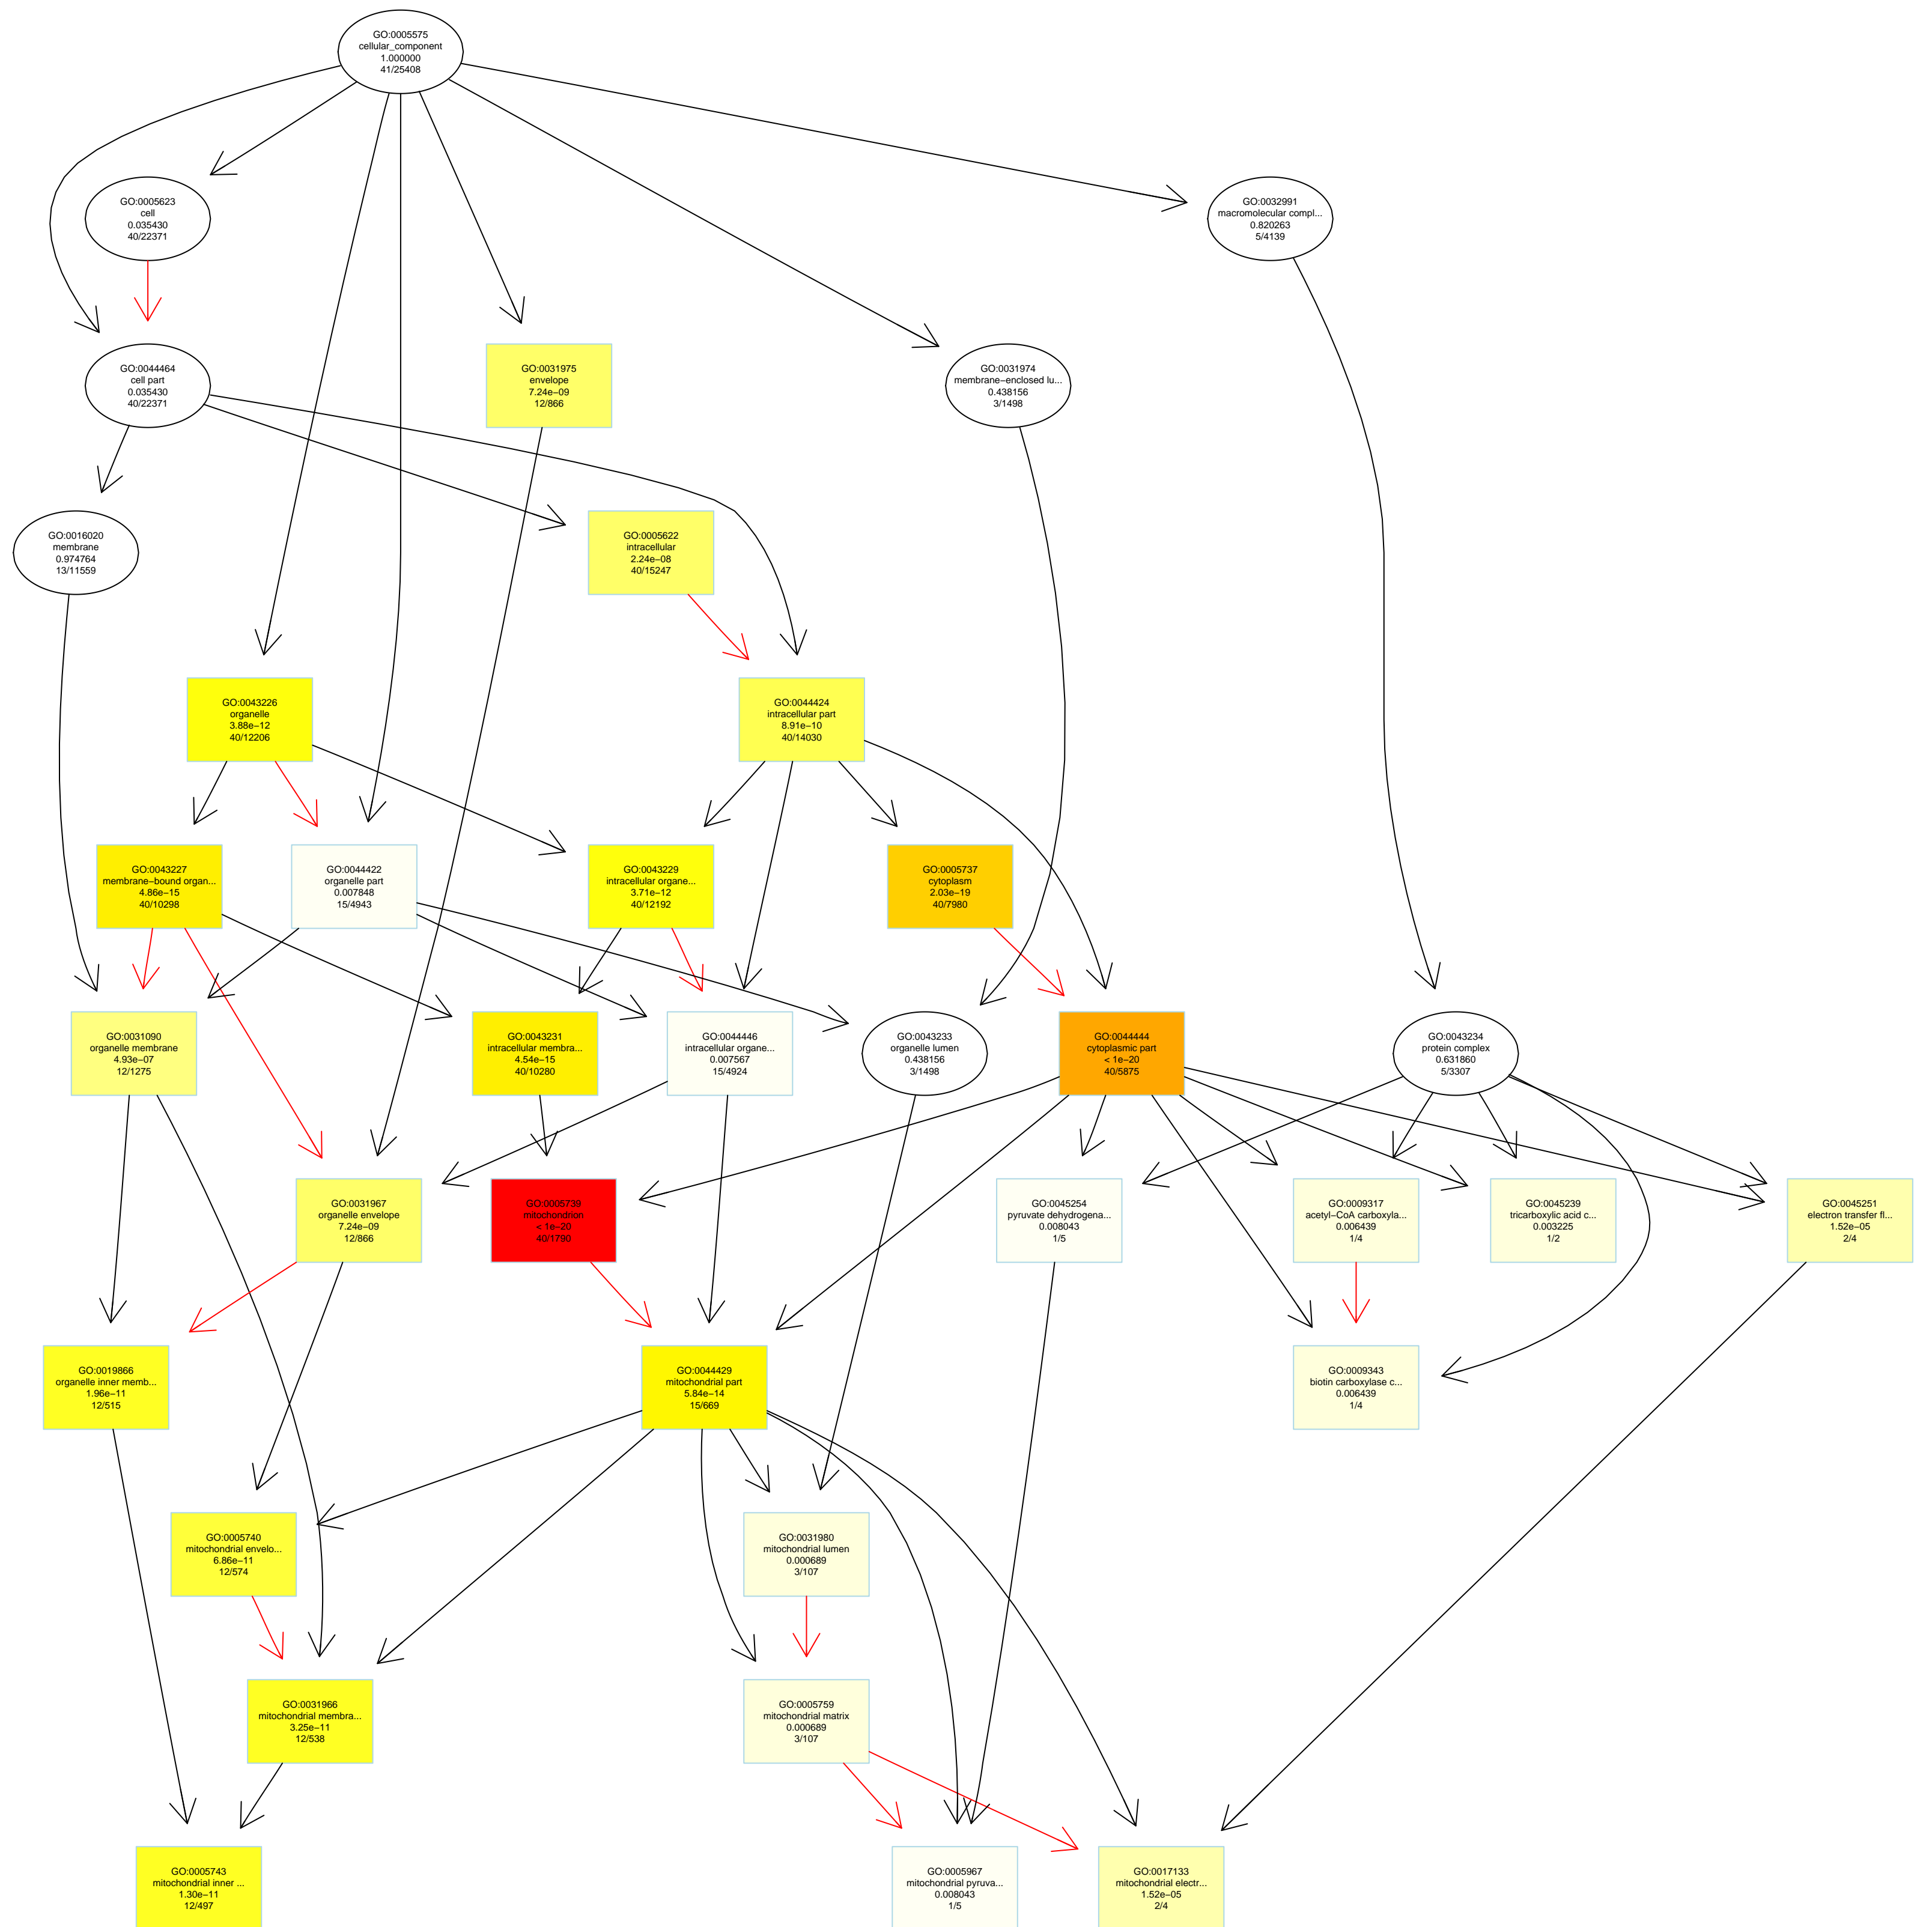 GO:0005575
cellular_component
1.000000
41/25408
GO:0005623
cell
0.035430
40/22371
GO:0032991
macromolecular compl...
0.820263
5/4139
GO:0044464
cell part
0.035430
40/22371
GO:0031975
envelope
7.24e−09
12/866
GO:0031974
membrane−enclosed lu...
0.438156
3/1498
GO:0016020
membrane
0.974764
13/11559
GO:0005622
intracellular
2.24e−08
40/15247
GO:0043226
organelle
3.88e−12
40/12206
GO:0044424
intracellular part
8.91e−10
40/14030
GO:0043227
membrane−bound organ...
4.86e−15
40/10298
GO:0044422
organelle part
0.007848
15/4943
GO:0043229
intracellular organe...
3.71e−12
40/12192
GO:0005737
cytoplasm
2.03e−19
40/7980
GO:0031090
organelle membrane
4.93e−07
12/1275
GO:0043231
intracellular membra...
4.54e−15
40/10280
GO:0044446
intracellular organe...
0.007567
15/4924
GO:0043233
organelle lumen
0.438156
3/1498
GO:0044444
cytoplasmic part
< 1e−20
40/5875
GO:0043234
protein complex
0.631860
5/3307
GO:0031967
organelle envelope
7.24e−09
12/866
GO:0005739
mitochondrion
< 1e−20
40/1790
GO:0045254
pyruvate dehydrogena...
0.008043
1/5
GO:0009317
acetyl−CoA carboxyla...
0.006439
1/4
GO:0045239
tricarboxylic acid c...
0.003225
1/2
GO:0045251
electron transfer fl...
1.52e−05
2/4
GO:0019866
organelle inner memb...
1.96e−11
12/515
GO:0044429
mitochondrial part
5.84e−14
15/669
GO:0009343
biotin carboxylase c...
0.006439
1/4
GO:0005740
mitochondrial envelo...
6.86e−11
12/574
GO:0031980
mitochondrial lumen
0.000689
3/107
GO:0031966
mitochondrial membra...
3.25e−11
12/538
GO:0005759
mitochondrial matrix
0.000689
3/107
GO:0005743
mitochondrial inner ...
1.30e−11
12/497
GO:0005967
mitochondrial pyruva...
0.008043
1/5
GO:0017133
mitochondrial electr...
1.52e−05
2/4